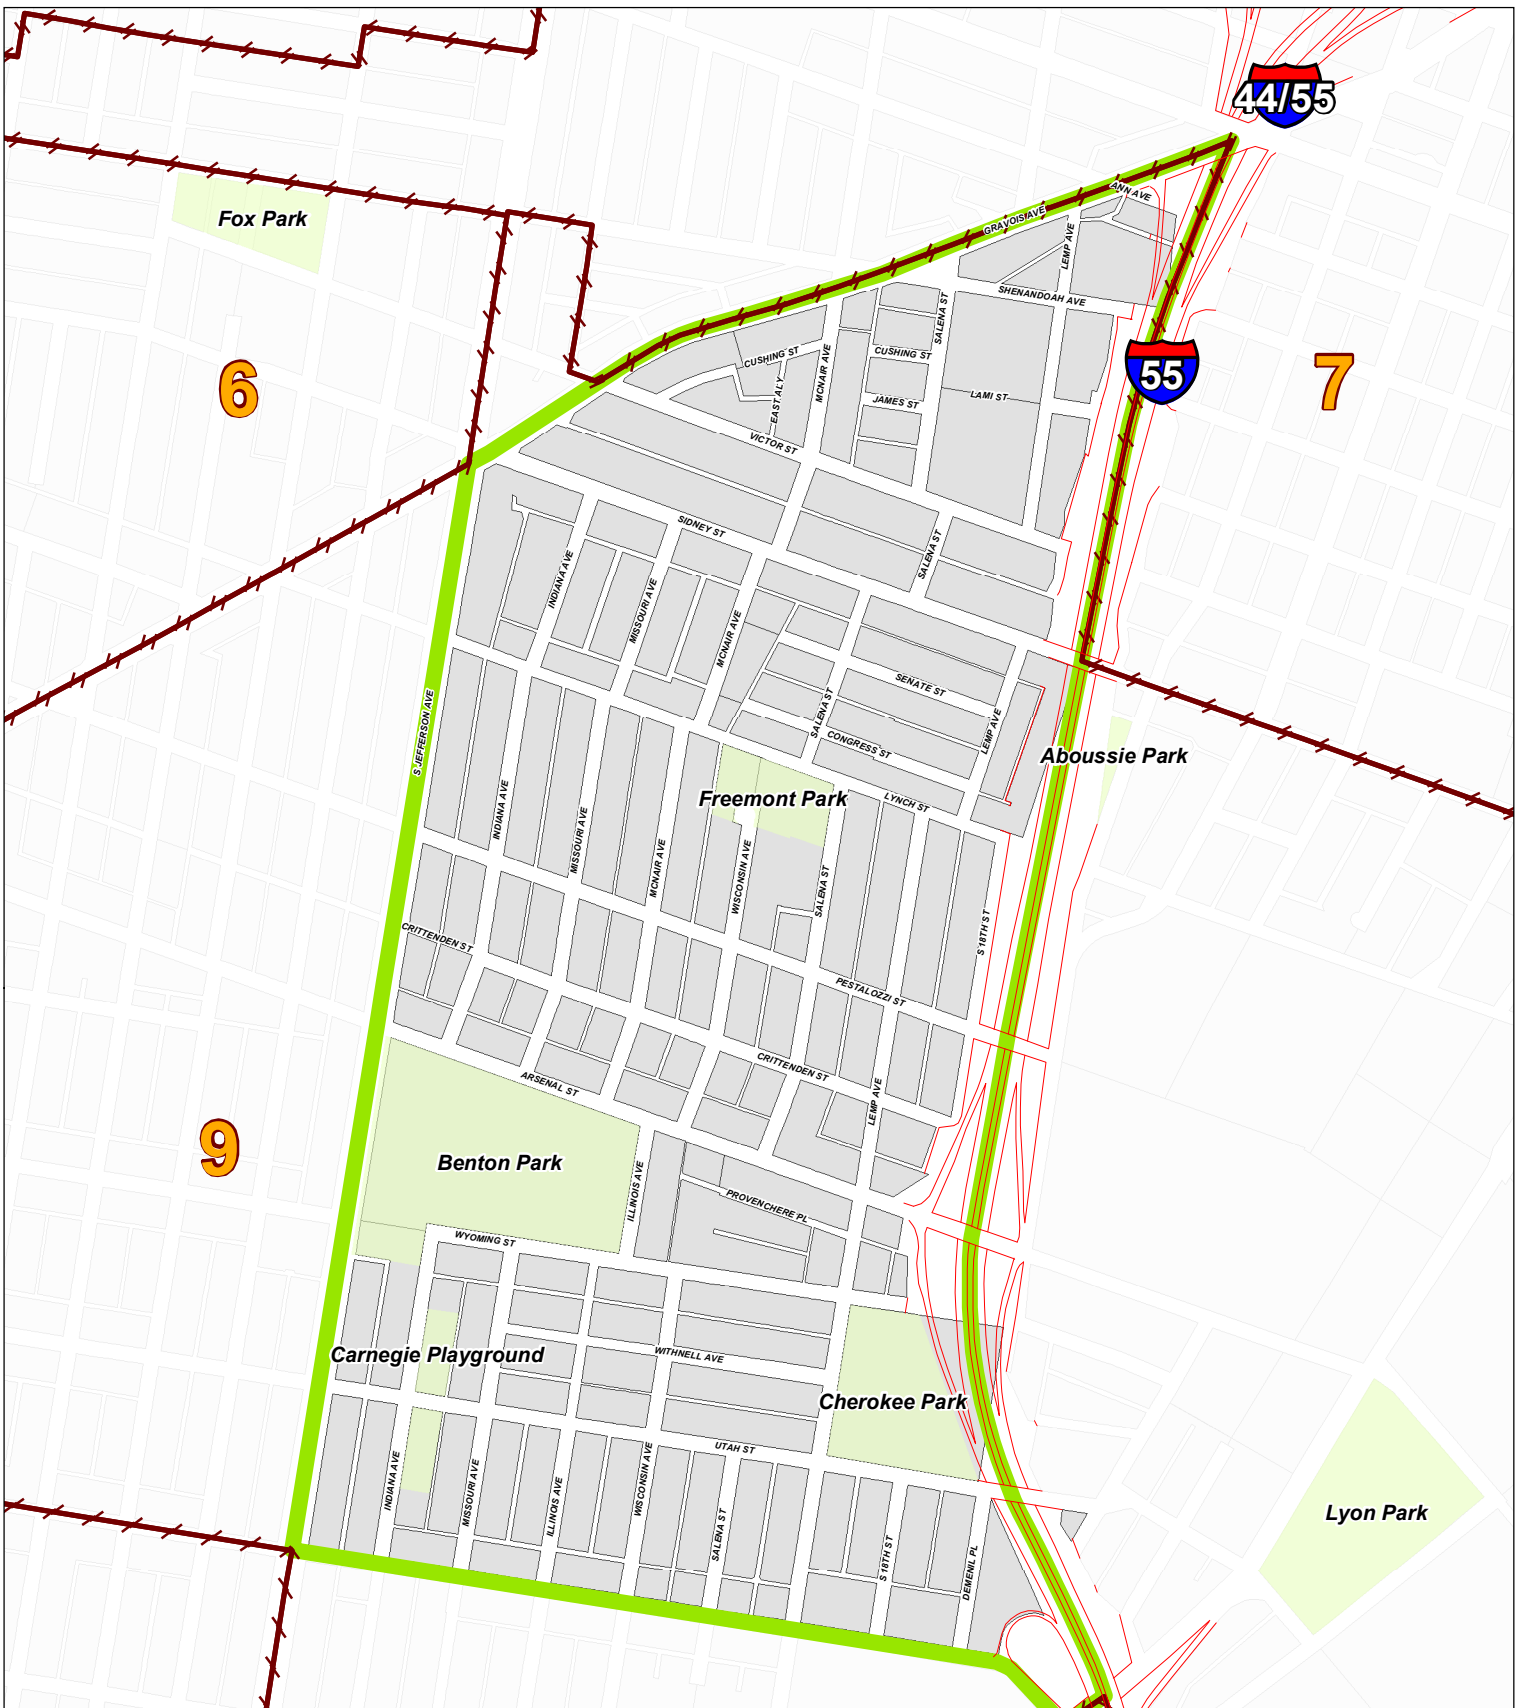 44/55
ANN AVE
GRAVOIS AVE
Fox Park
LEMP AVE
SHENANDOAH AVE
SALENA ST
CUSHING ST
CUSHING ST
6
7
55
MCNAIR AVE
EAST AL'Y
LAMI ST
JAMES ST
VICTOR ST
SIDNEY ST
SALENA ST
INDIANA AVE
MISSOURI AVE
MCNAIR AVE
SENATE ST
S JEFFERSON AVE
SALENA ST
LEMP AVE
CONGRESS ST
Aboussie Park
Freemont Park
LYNCH ST
INDIANA AVE
MISSOURI AVE
MCNAIR AVE
WISCONSIN AVE
SALENA ST
S 18TH ST
CRITTENDEN ST
PESTALOZZI ST
CRITTENDEN ST
ARSENAL ST
LEMP AVE
9
Benton Park
ILLINOIS AVE
PROVENCHERE PL
WYOMING ST
Carnegie Playground
WITHNELL AVE
Cherokee Park
UTAH ST
INDIANA AVE
MISSOURI AVE
ILLINOIS AVE
WISCONSIN AVE
SALENA ST
S 18TH ST
DEMENIL PL
Lyon Park